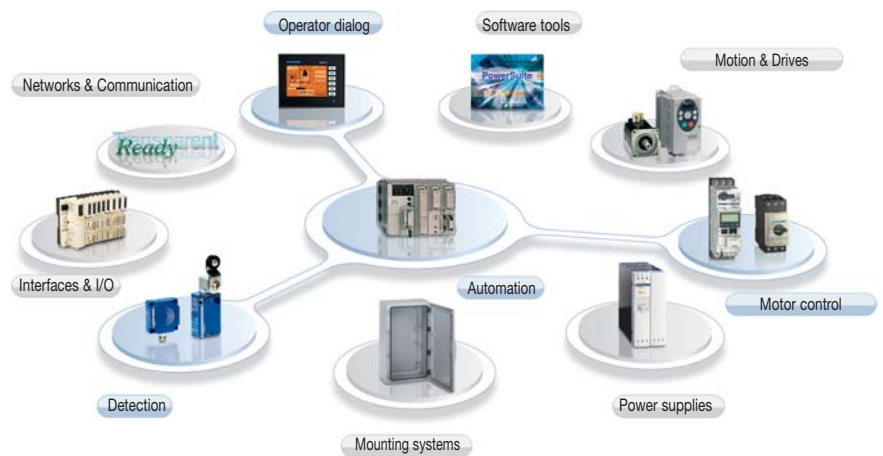 Operator dialog
Software tools
Motion & Drives
Networks & Communication
PowerSuite
Transparent
Ready
Interfaces & I/O
Automation
Motor control
Detection
Power supplies
Mounting systems